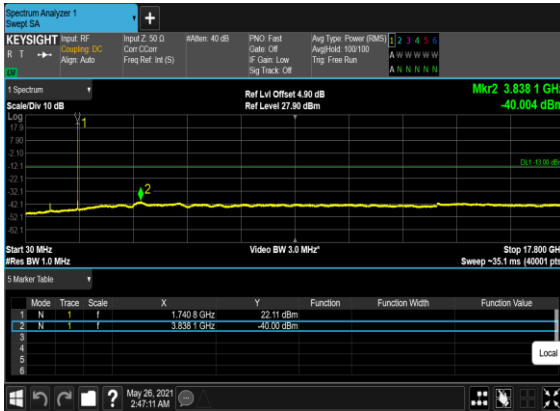 Spectrum Analyzer 1
Swept SA
+
KEYSIGHT Input: RF Input Z: 50 Ω #Atten: 40 dB PNO: Fast Avg Type: Power (RMS) 1 2 3 4 5 6
R T Coupling: DC Corr CCorr Gate: Off Avg|Hold: 100/100 A W W W W W
Align: Auto Freq Ref: Int (S) IF Gain: Low Trig: Free Run
Sig Track: Off A N N N N N
1 Spectrum
Ref Lvl Offset 4.90 dB Mkr2 3.838 1 GHz
Scale/Div 10 dB Ref Level 27.90 dBm -40.004 dBm
Log
17.9
7.90
-2.10
-12.1
DL1 -13.00 dBm
-22.1
-32.1
-42.1
-52.1
-62.1
1
2
Start 30 MHz Video BW 3.0 MHz* Stop 17.800 GHz
#Res BW 1.0 MHz Sweep ~35.1 ms (40001 pts)
5 Marker Table
Mode Trace Scale X Y Function Function Width Function Value
1 N 1 f 1.740 8 GHz 22.11 dBm
2 N 1 f 3.838 1 GHz -40.00 dBm
3
4
5
6
Local
? May 26, 2021
2:47:11 AM